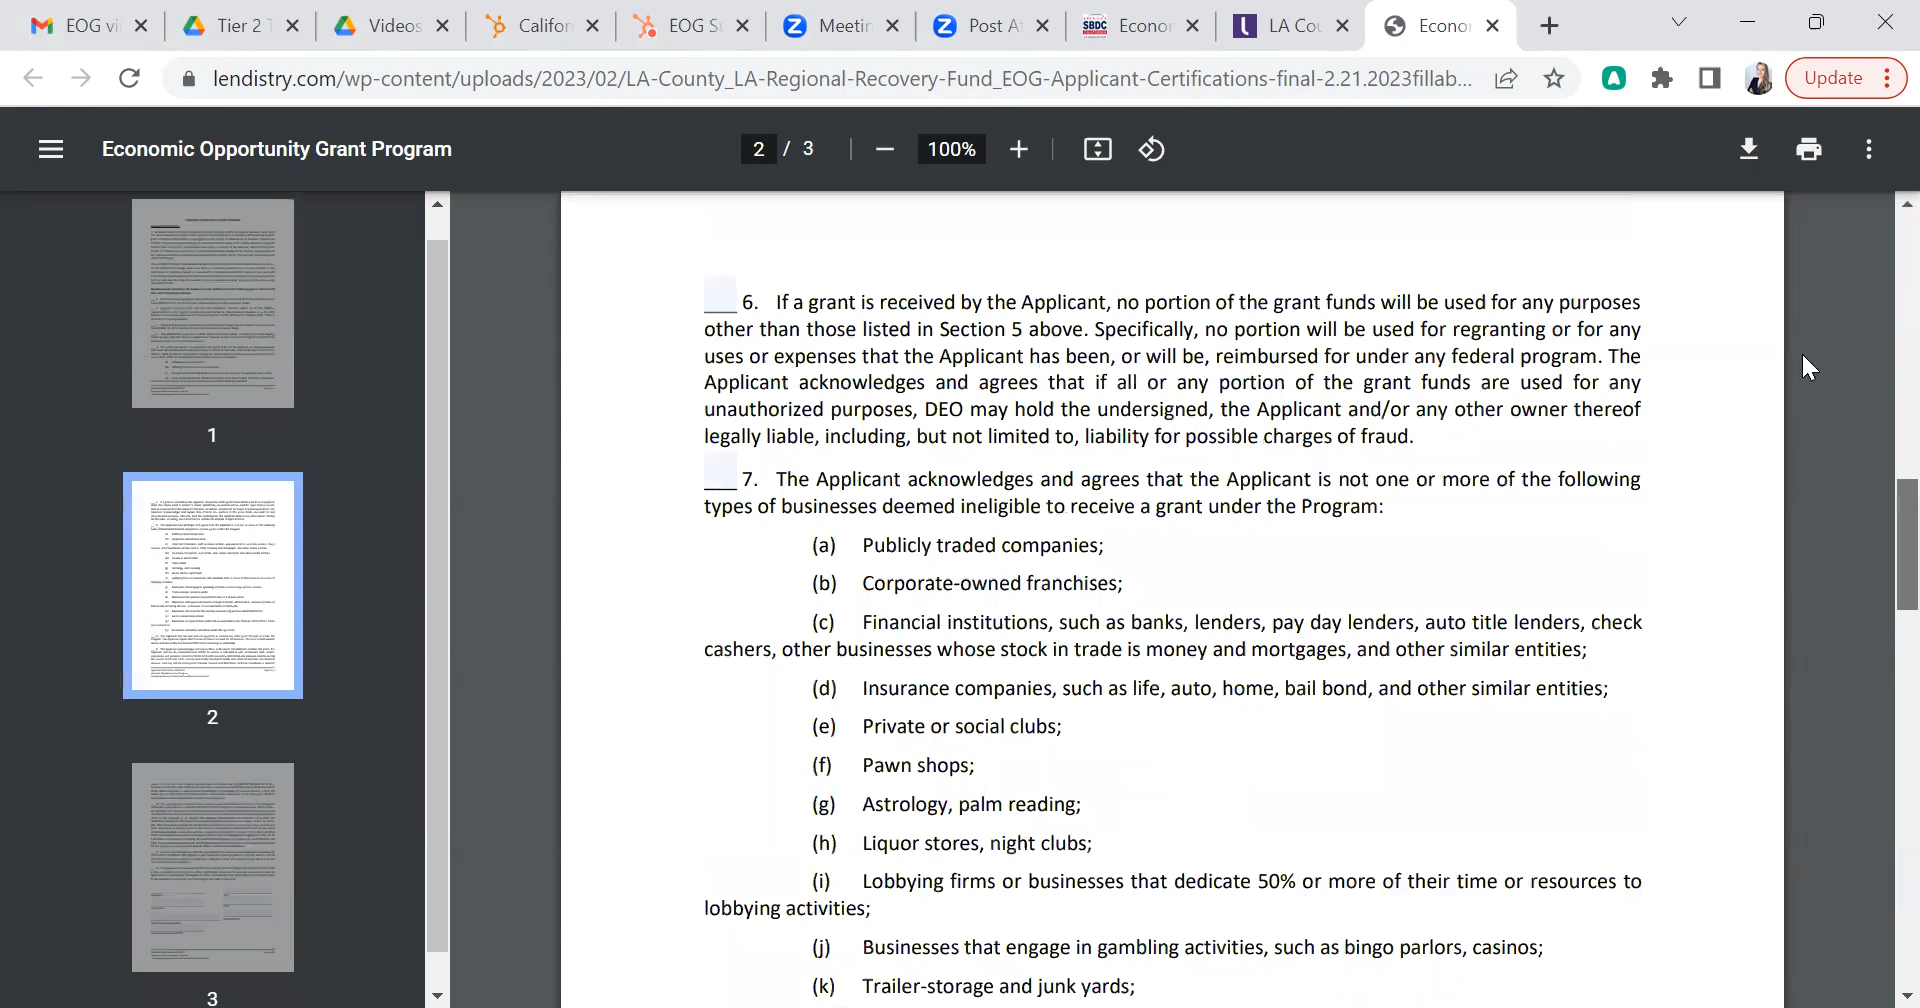 EOG vi
Tier 2 T
Videos
Califor
EOG Su
Meetin
Post A
SBDC
Econo
LA Cou
Econo
lendistry.com/wp-content/uploads/2023/02/LA-County_LA-Regional-Recovery-Fund_EOG-Applicant-Certifications-final-2.21.2023fillab...
Update
Economic Opportunity Grant Program
2 / 3
100%
1
2
3
6. If a grant is received by the Applicant, no portion of the grant funds will be used for any purposes
other than those listed in Section 5 above. Specifically, no portion will be used for regranting or for any
uses or expenses that the Applicant has been, or will be, reimbursed for under any federal program. The
Applicant acknowledges and agrees that if all or any portion of the grant funds are used for any
unauthorized purposes, DEO may hold the undersigned, the Applicant and/or any other owner thereof
legally liable, including, but not limited to, liability for possible charges of fraud.
7. The Applicant acknowledges and agrees that the Applicant is not one or more of the following
types of businesses deemed ineligible to receive a grant under the Program:
(a) Publicly traded companies;
(b) Corporate-owned franchises;
(c) Financial institutions, such as banks, lenders, pay day lenders, auto title lenders, check
cashers, other businesses whose stock in trade is money and mortgages, and other similar entities;
(d) Insurance companies, such as life, auto, home, bail bond, and other similar entities;
(e) Private or social clubs;
(f) Pawn shops;
(g) Astrology, palm reading;
(h) Liquor stores, night clubs;
(i) Lobbying firms or businesses that dedicate 50% or more of their time or resources to
lobbying activities;
(j) Businesses that engage in gambling activities, such as bingo parlors, casinos;
(k) Trailer-storage and junk yards;